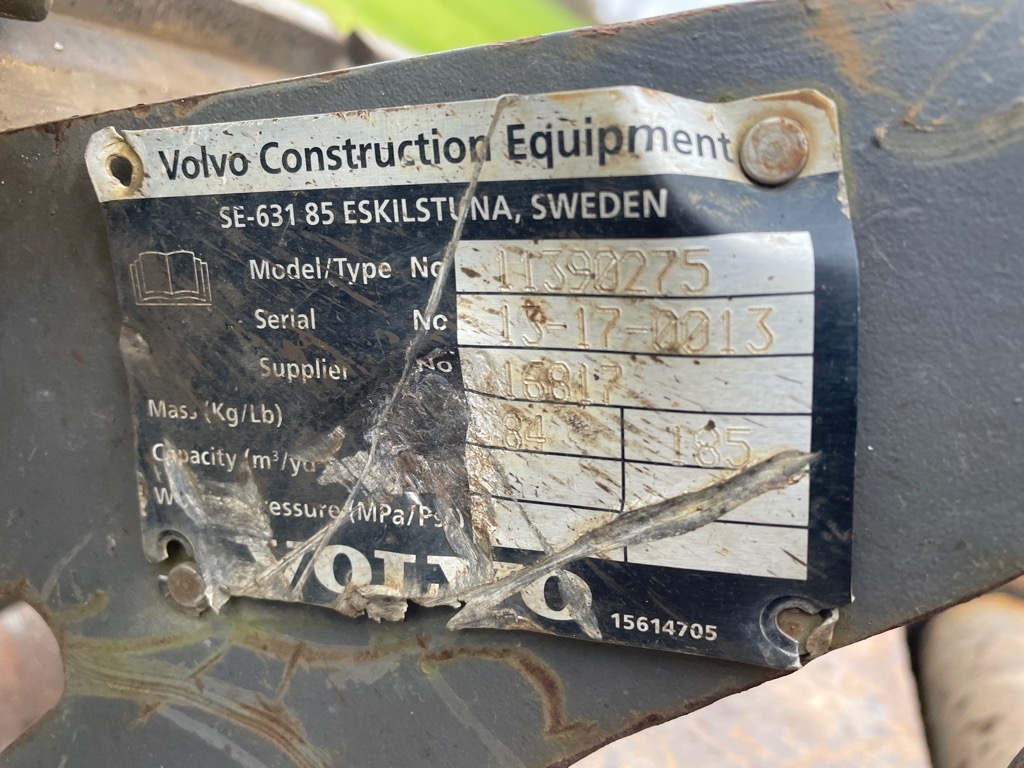 Volvo Construction Equipment
SE-631 85 ESKILSTUNA, SWEDEN
Model/Type No 11390275
Serial No 13-17-0013
Supplier No 16817
Mass (Kg/Lb) 84 185
Capacity (m³/yd
Pressure (MPa/Psi)
VOLVO
15614705